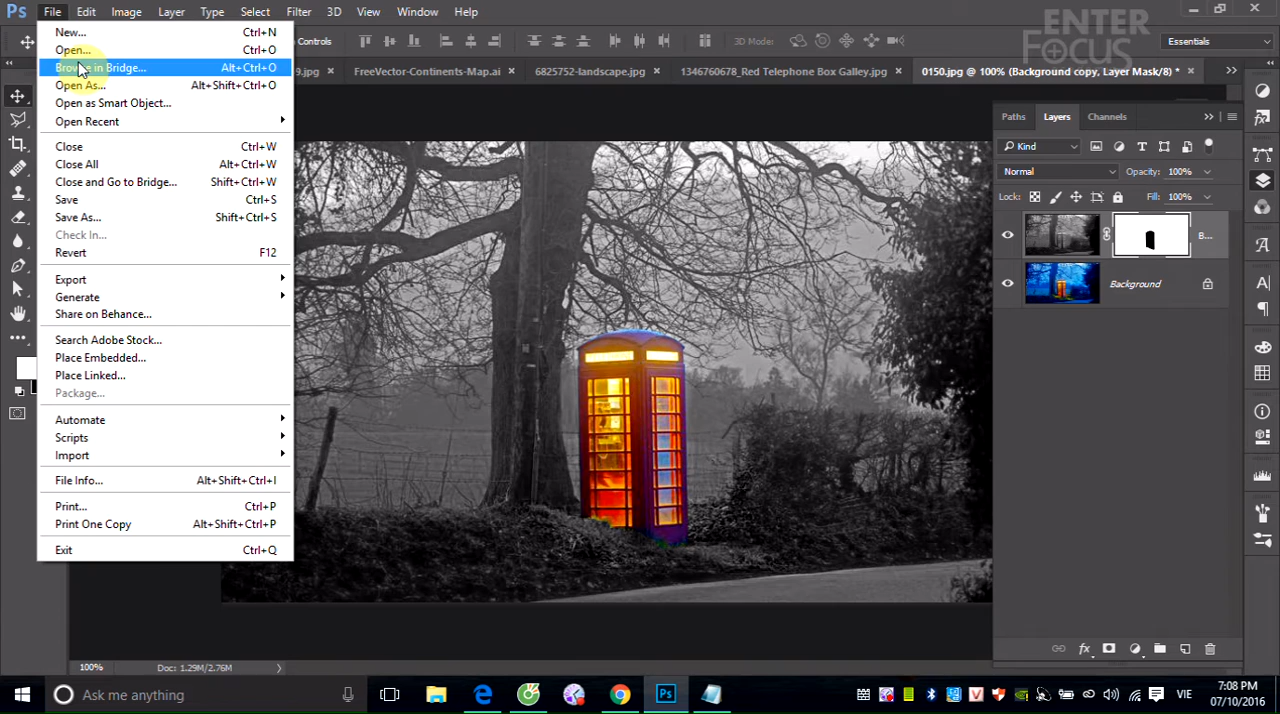 Ps File Edit Image Layer Type Select Filter 3D View Window Help
ENTER
FOCUS
Controls 3D Mode: Essentials
.jpg × FreeVector-Continents-Map.ai × 6825752-landscape.jpg × 1346760678_Red Telephone Box Galley.jpg × 0150.jpg @ 100% (Background copy, Layer Mask/8) * ×
New... Ctrl+N
Open... Ctrl+O
Browse in Bridge... Alt+Ctrl+O
Open As... Alt+Shift+Ctrl+O
Open as Smart Object...
Open Recent
Close Ctrl+W
Close All Alt+Ctrl+W
Close and Go to Bridge... Shift+Ctrl+W
Save Ctrl+S
Save As... Shift+Ctrl+S
Check In...
Revert F12
Export
Generate
Share on Behance...
Search Adobe Stock...
Place Embedded...
Place Linked...
Package...
Automate
Scripts
Import
File Info... Alt+Shift+Ctrl+I
Print... Ctrl+P
Print One Copy Alt+Shift+Ctrl+P
Exit Ctrl+Q
Paths Layers Channels
Kind
Normal Opacity: 100%
Lock: Fill: 100%
B...
Background
100% Doc: 1.29M/2.76M
Ask me anything
VIE
7:08 PM
07/10/2016